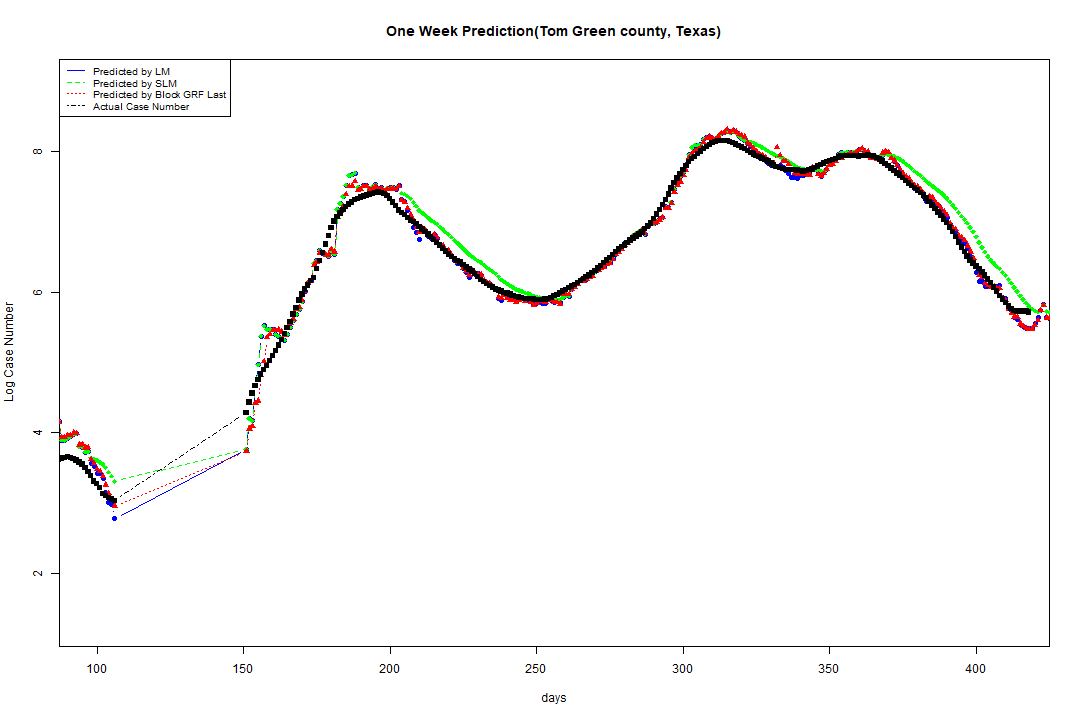 One Week Prediction(Tom Green county, Texas)
Predicted by LM
Predicted by SLM
Predicted by Block GRF Last
Actual Case Number
Log Case Number
8
6
4
2
100 150 200 250 300 350 400
days